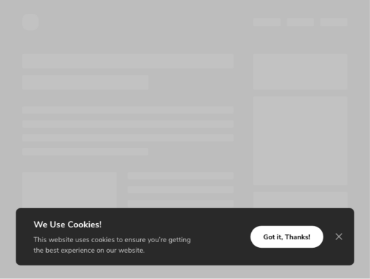 We Use Cookies!
This website uses cookies to ensure you're getting
the best experience on our website.
Got it, Thanks!